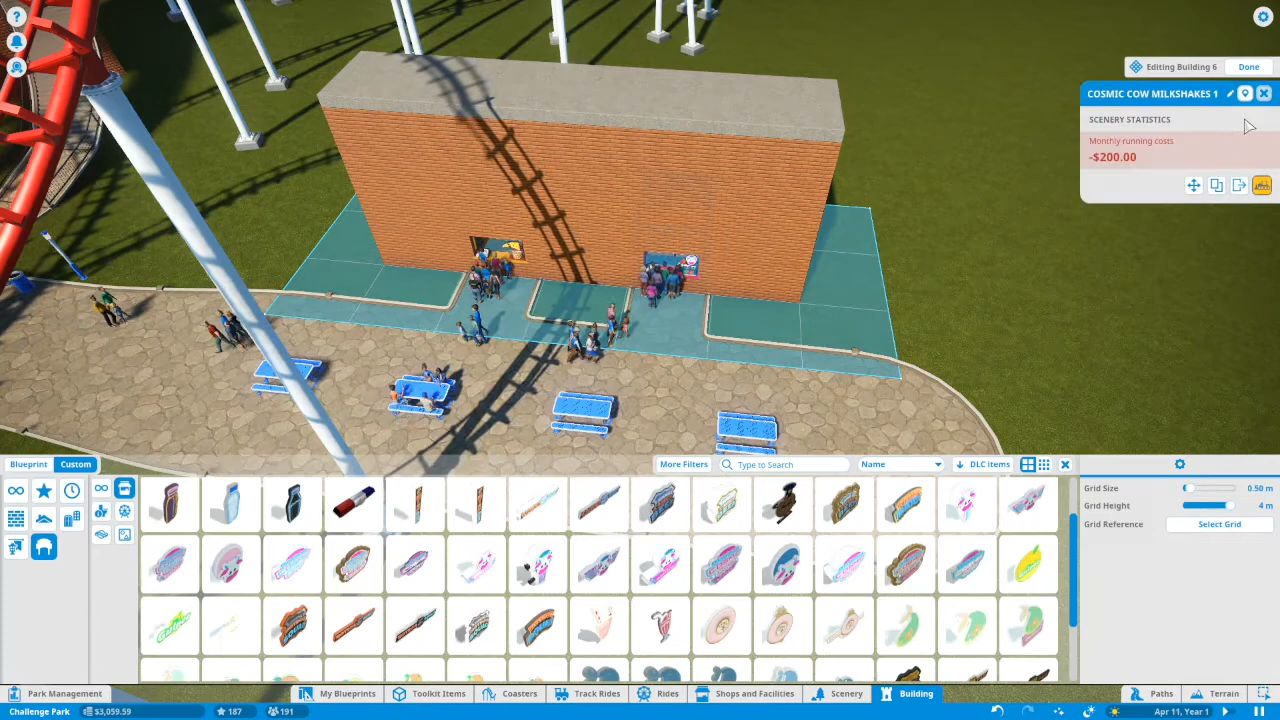 Editing Building 6 Done
COSMIC COW MILKSHAKES 1
SCENERY STATISTICS
Monthly running costs
-$200.00
Blueprint Custom More Filters Type to Search Name DLC items
Grid Size 0.50 m
Grid Height 4 m
Grid Reference Select Grid
Park Management My Blueprints Toolkit Items Coasters Track Rides Rides Shops and Facilities Scenery Building Paths Terrain
Challenge Park $3,059.59 187 191 Apr 11, Year 1